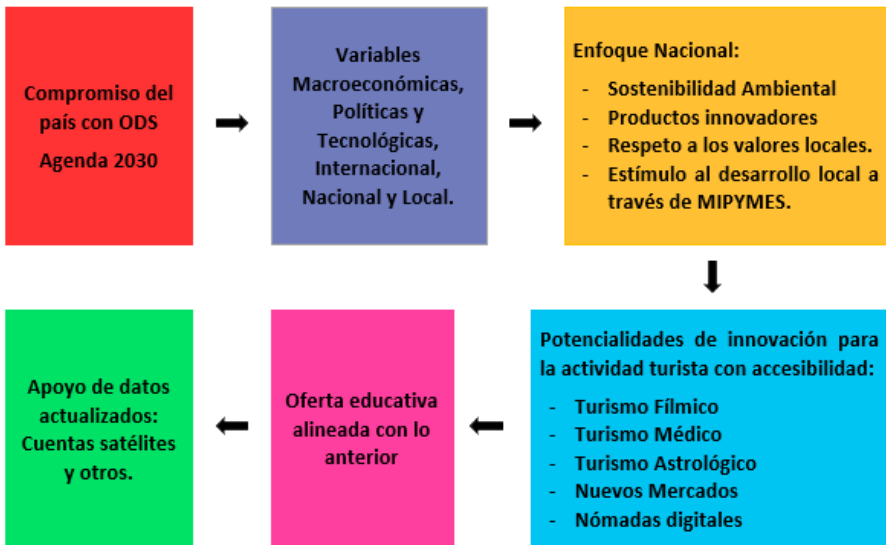 Compromiso del
país con ODS
Agenda 2030
Variables
Macroeconómicas,
Políticas y
Tecnológicas,
Internacional,
Nacional y Local.
Enfoque Nacional:
- Sostenibilidad Ambiental
- Productos innovadores
- Respeto a los valores locales.
- Estímulo al desarrollo local a
través de MIPYMES.
Potencialidades de innovación para
la actividad turista con accesibilidad:
- Turismo Fílmico
- Turismo Médico
- Turismo Astrológico
- Nuevos Mercados
- Nómadas digitales
Oferta educativa
alineada con lo
anterior
Apoyo de datos
actualizados:
Cuentas satélites
y otros.